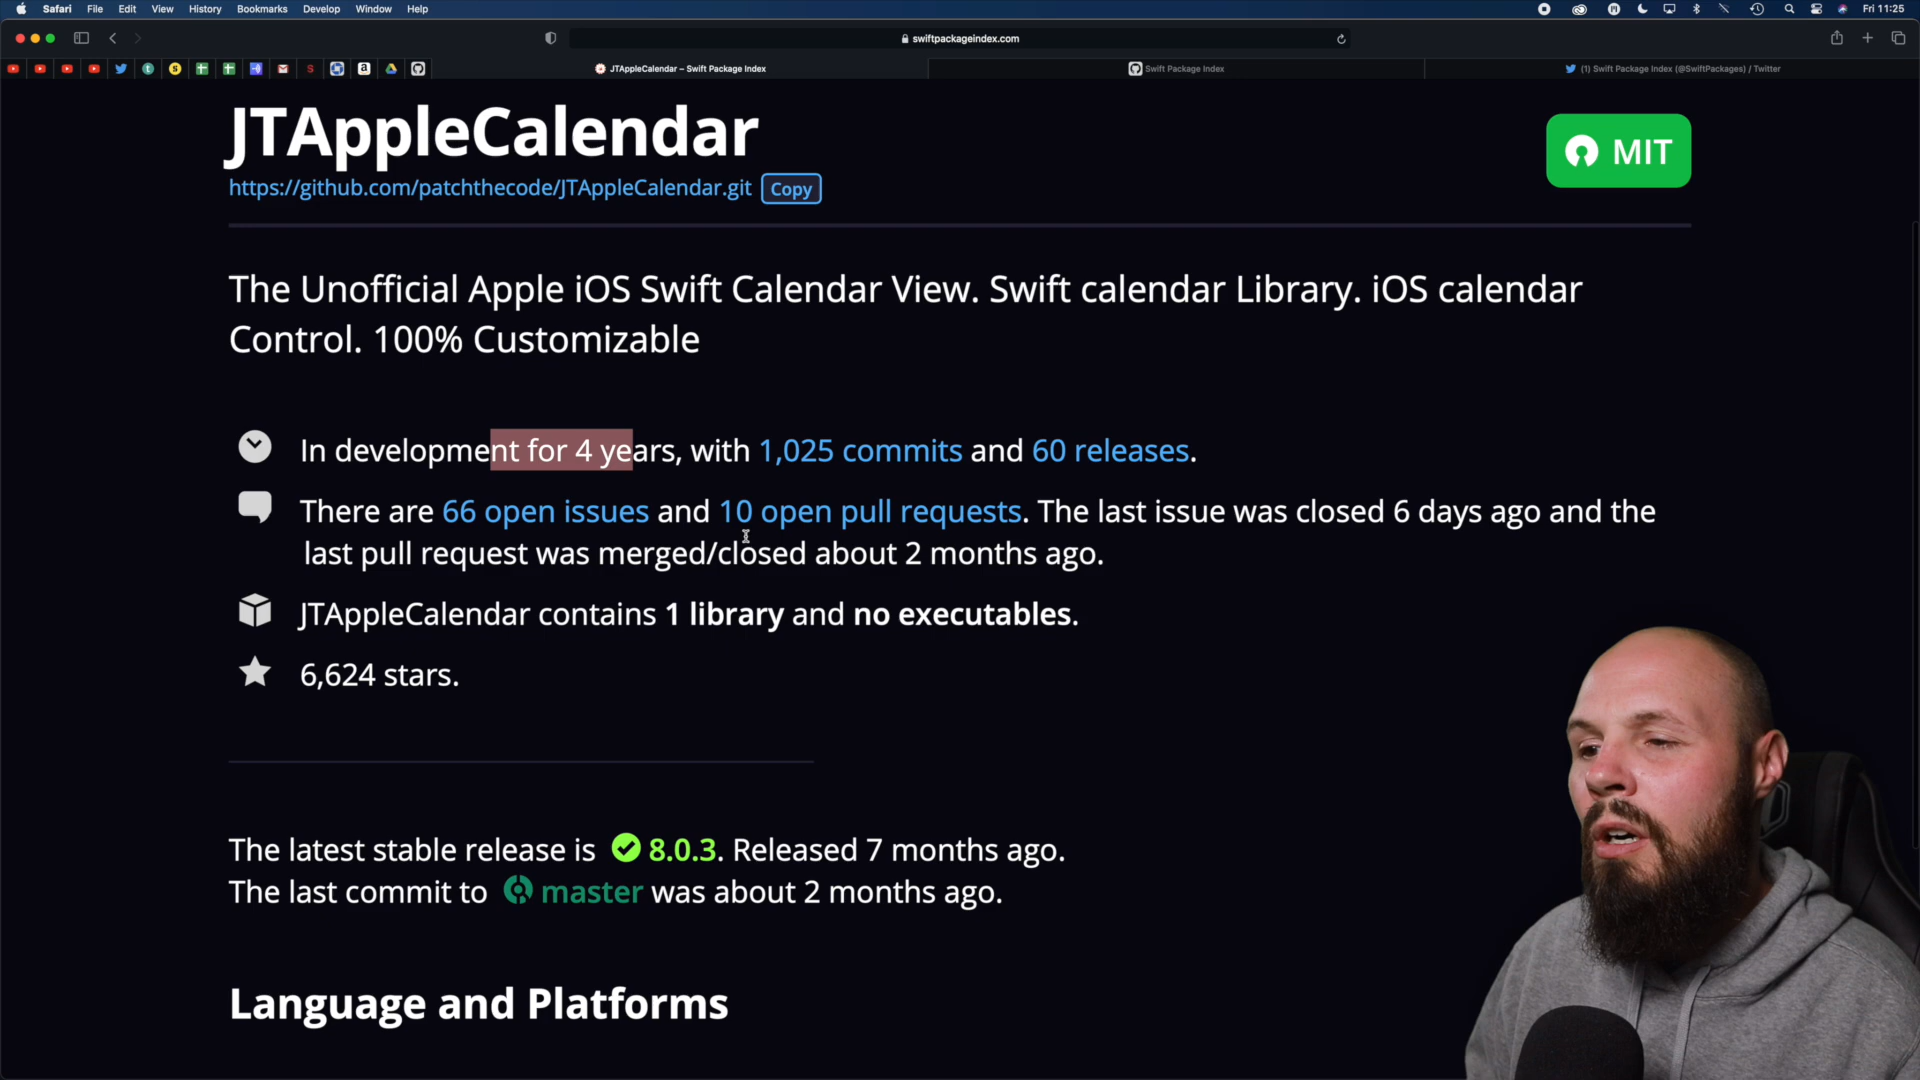 Safari File Edit View History Bookmarks Develop Window Help
Fri 11:25
swiftpackageindex.com
JTAppleCalendar – Swift Package Index
Swift Package Index
(1) Swift Package Index (@SwiftPackages) / Twitter
JTAppleCalendar
MIT
https://github.com/patchthecode/JTAppleCalendar.git Copy
The Unofficial Apple iOS Swift Calendar View. Swift calendar Library. iOS calendar
Control. 100% Customizable
In development for 4 years, with 1,025 commits and 60 releases.
There are 66 open issues and 10 open pull requests. The last issue was closed 6 days ago and the
last pull request was merged/closed about 2 months ago.
JTAppleCalendar contains 1 library and no executables.
6,624 stars.
The latest stable release is 8.0.3. Released 7 months ago.
The last commit to master was about 2 months ago.
Language and Platforms